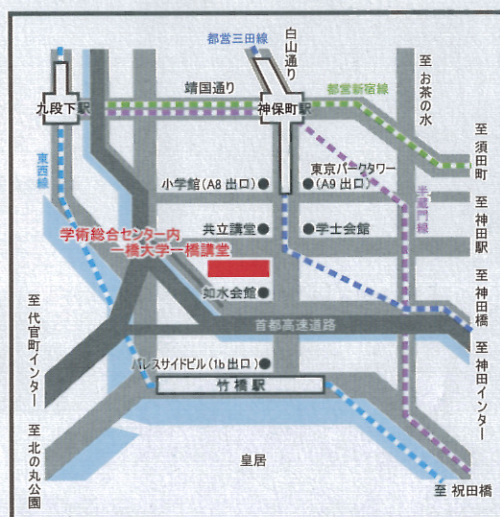 都営三田線
白山通り
靖国通り
都営新宿線
至 お茶の水
九段下駅
神保町駅
至 須田町
東西線
小学館(A8 出口)
東京パークタワー
(A9 出口)
半蔵門線
至 神田駅
学術総合センター内
一橋大学一橋講堂
共立講堂
学士会館
如水会館
至 神田橋
首都高速道路
至 代官町インター
至 神田インター
パレスサイドビル(1b 出口)
竹橋駅
至 北の丸公園
皇居
至 祝田橋